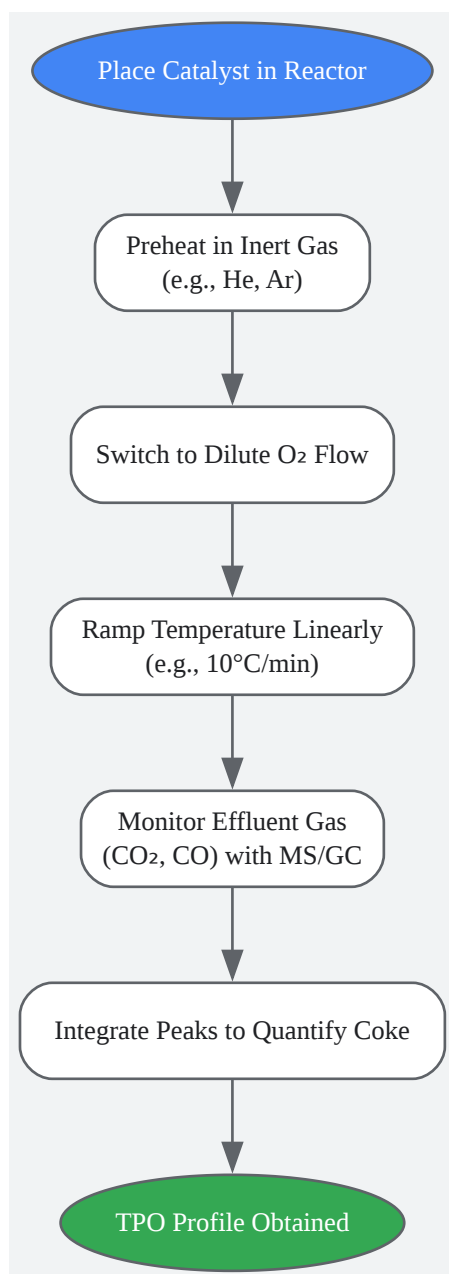 Place Catalyst in Reactor
Preheat in Inert Gas
(e.g., He, Ar)
Switch to Dilute O₂ Flow
Ramp Temperature Linearly
(e.g., 10°C/min)
Monitor Effluent Gas
(CO₂, CO) with MS/GC
Integrate Peaks to Quantify Coke
TPO Profile Obtained